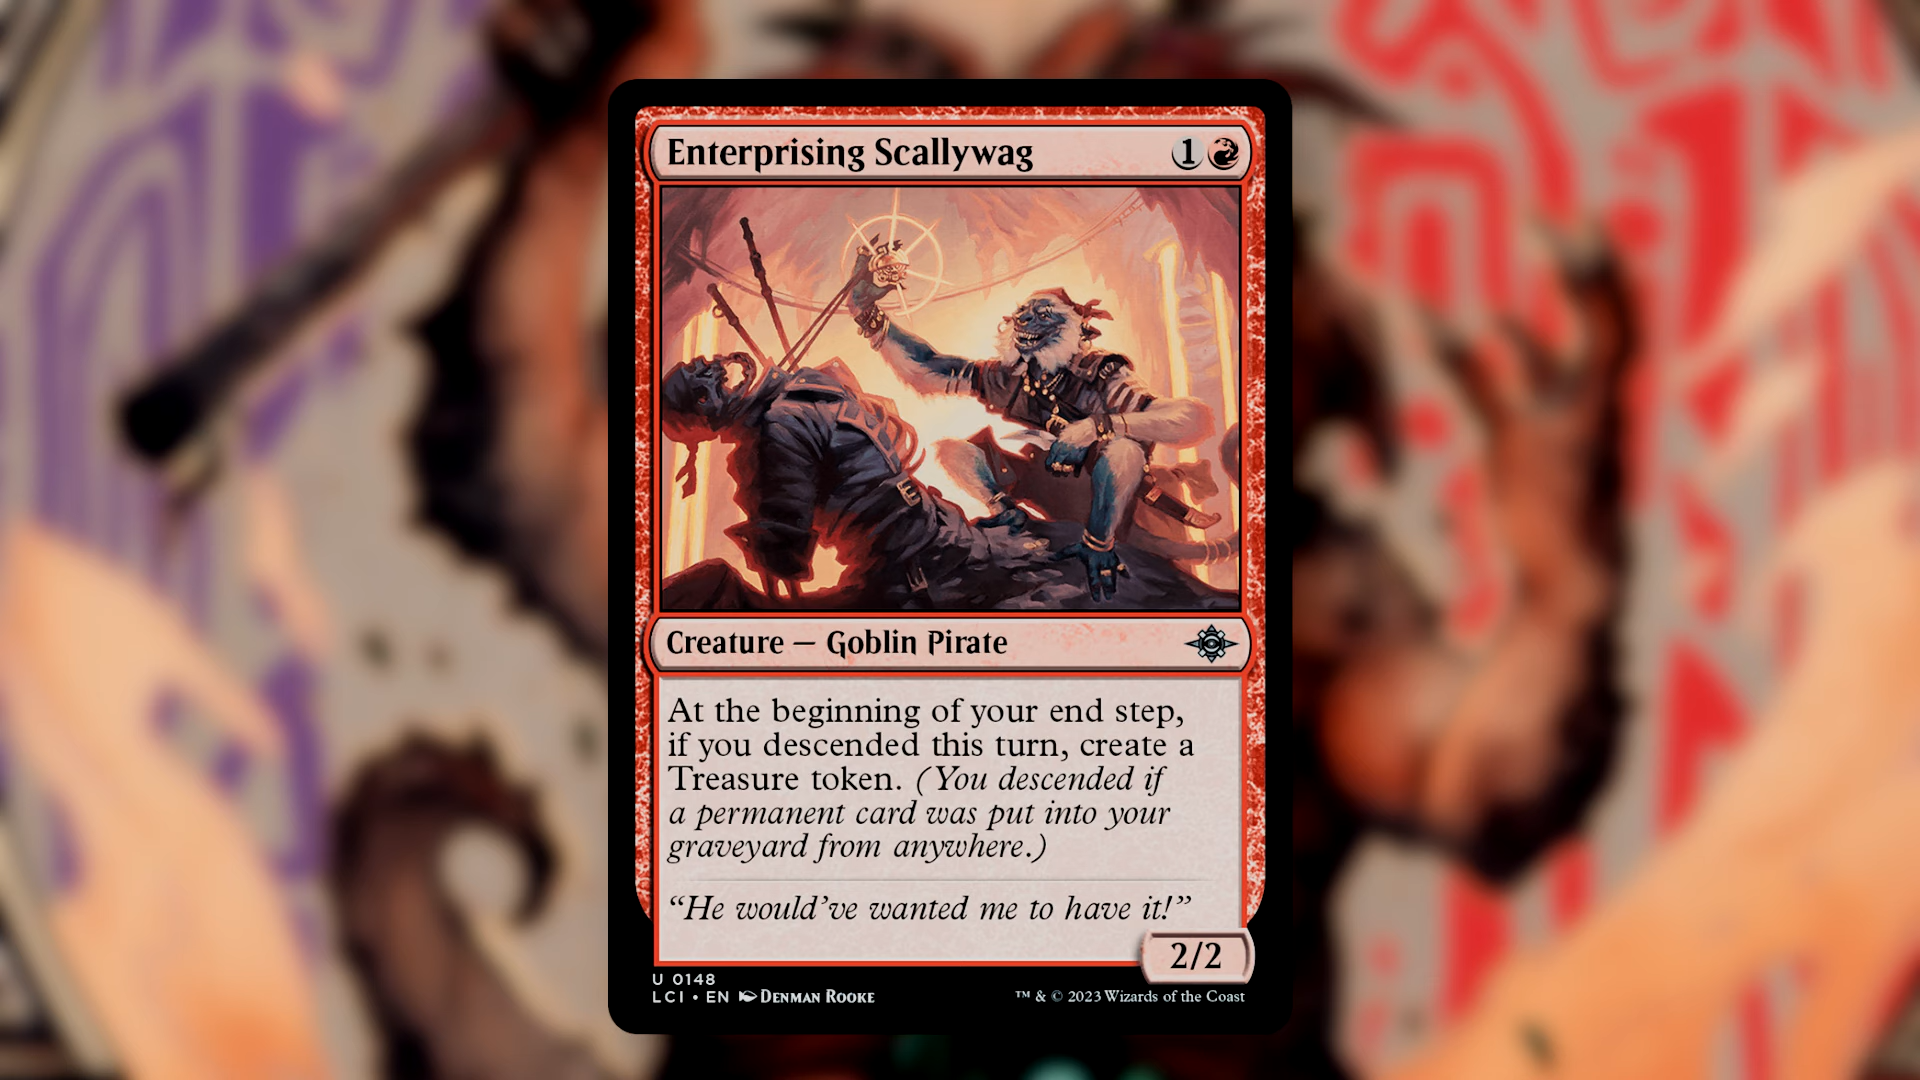 Enterprising Scallywag 1
Creature — Goblin Pirate
At the beginning of your end step,
if you descended this turn, create a
Treasure token. (You descended if
a permanent card was put into your
graveyard from anywhere.)
“He would’ve wanted me to have it!”
2/2
U 0148
LCI • EN DENMAN ROOKE
™ & © 2023 Wizards of the Coast